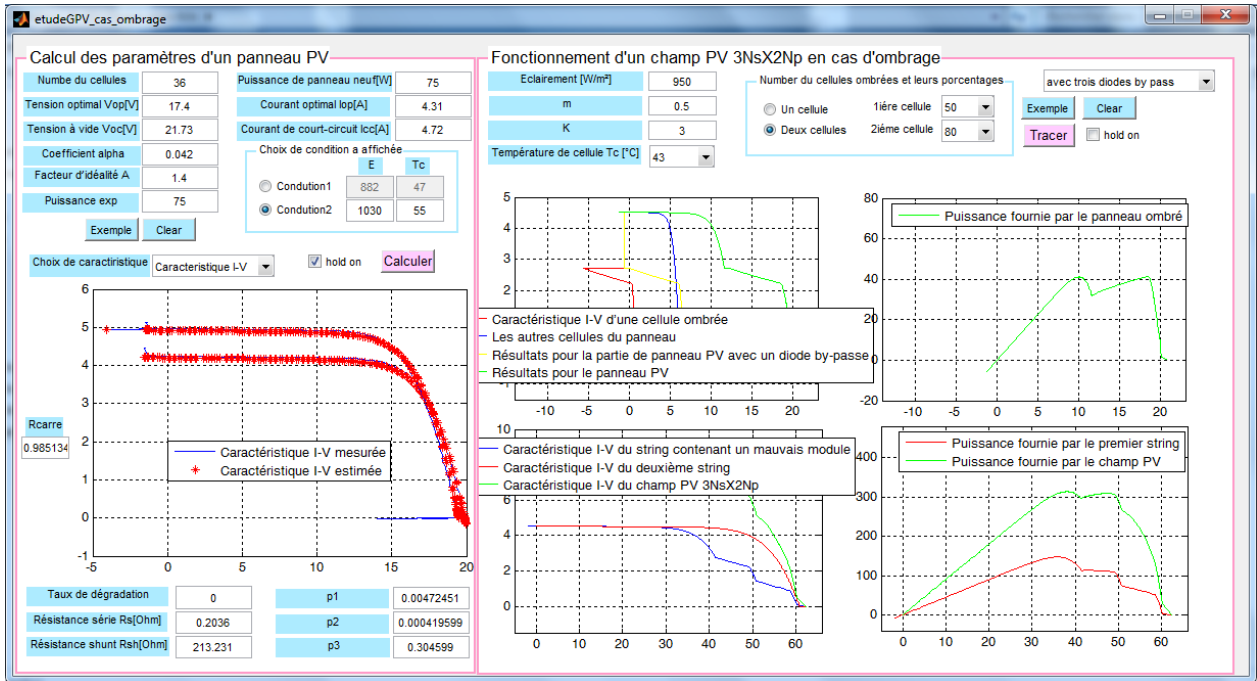 etudeGPV_cas_ombrage
Calcul des paramètres d'un panneau PV
Numbe du cellules
36
Puissance de panneau neuf[W]
75
Tension optimal Vop[V]
17.4
Courant optimal Iop[A]
4.31
Tension à vide Voc[V]
21.73
Courant de court-circuit Icc[A]
4.72
Coefficient alpha
0.042
Choix de condition a affichée
E
Tc
Facteur d'idéalité A
1.4
Condution1
882
47
Puissance exp
75
Condution2
1030
55
Exemple
Clear
Choix de caractiristique
Caracteristique I-V
hold on
Calculer
6
5
4
3
2
1
0
-1
-5
0
5
10
15
20
Caractéristique I-V mesurée
Caractéristique I-V estimée
Rcarre
0.985134
Taux de dégradation
0
p1
0.00472451
Résistance série Rs[Ohm]
0.2036
p2
0.000419599
Résistance shunt Rsh[Ohm]
213.231
p3
0.304599
Fonctionnement d'un champ PV 3NsX2Np en cas d'ombrage
Eclairement [W/m²]
950
m
0.5
K
3
Température de cellule Tc [°C]
43
Number du cellules ombrées et leurs porcentages
Un cellule
1iére cellule
50
Deux cellules
2iéme cellule
80
avec trois diodes by pass
Exemple
Clear
Tracer
hold on
5
4
3
2
Caractéristique I-V d'une cellule ombrée
Les autres cellules du panneau
Résultats pour la partie de panneau PV avec un diode by-passe
Résultats pour le panneau PV
-10
0
5
10
15
20
80
60
40
20
0
-20
Puissance fournie par le panneau ombré
-10
-5
0
5
10
15
20
10
Caractéristique I-V du string contenant un mauvais module
Caractéristique I-V du deuxième string
Caractéristique I-V du champ PV 3NsX2Np
6
4
2
0
0
10
20
30
40
50
60
Puissance fournie par le premier string
Puissance fournie par le champ PV
400
300
200
100
0
0
10
20
30
40
50
60